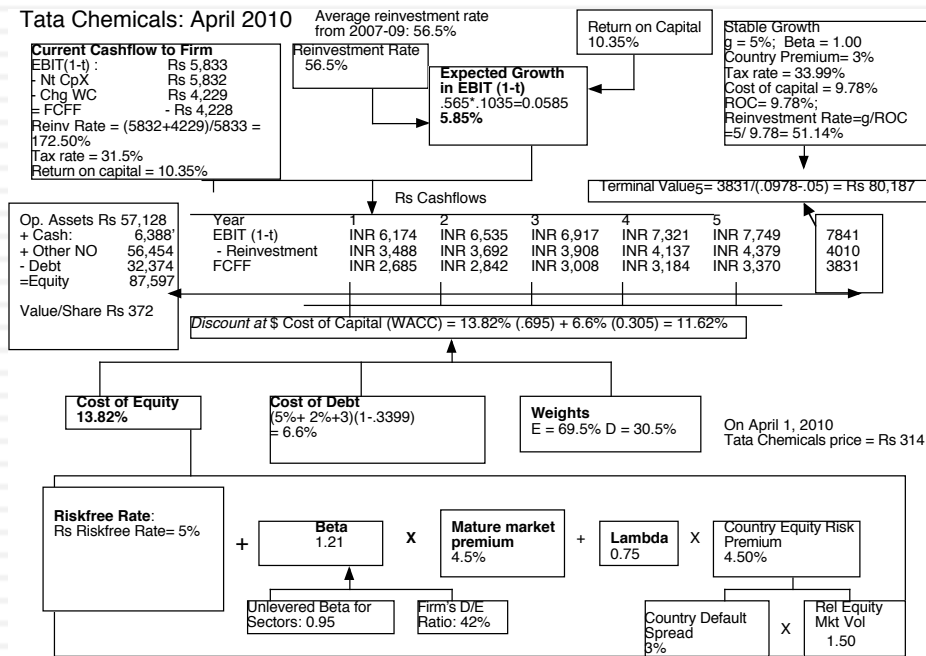 Tata Chemicals: April 2010
Average reinvestment rate
from 2007-09: 56.5%
Reinvestment Rate
56.5%
Return on Capital
10.35%
Stable Growth
g = 5%; Beta = 1.00
Country Premium= 3%
Tax rate = 33.99%
Cost of capital = 9.78%
ROC= 9.78%;
Reinvestment Rate=g/ROC
=5/ 9.78= 51.14%
Current Cashflow to Firm
EBIT(1-t) : Rs 5,833
- Nt CpX Rs 5,832
- Chg WC Rs 4,229
= FCFF - Rs 4,228
Reinv Rate = (5832+4229)/5833 =
172.50%
Tax rate = 31.5%
Return on capital = 10.35%
Expected Growth
in EBIT (1-t)
.565*.1035=0.0585
5.85%
Terminal Value5= 3831/(.0978-.05) = Rs 80,187
Rs Cashflows
Op. Assets Rs 57,128
+ Cash: 6,388'
+ Other NO 56,454
- Debt 32,374
=Equity 87,597
Value/Share Rs 372
Year 1 2 3 4 5
EBIT (1-t) INR 6,174 INR 6,535 INR 6,917 INR 7,321 INR 7,749 7841
- Reinvestment INR 3,488 INR 3,692 INR 3,908 INR 4,137 INR 4,379 4010
FCFF INR 2,685 INR 2,842 INR 3,008 INR 3,184 INR 3,370 3831
Discount at $ Cost of Capital (WACC) = 13.82% (.695) + 6.6% (0.305) = 11.62%
Cost of Equity
13.82%
Cost of Debt
(5%+ 2%+3)(1-.3399)
= 6.6%
Weights
E = 69.5% D = 30.5%
On April 1, 2010
Tata Chemicals price = Rs 314
Riskfree Rate:
Rs Riskfree Rate= 5%
+
Beta
1.21
X
Mature market
premium
4.5%
+
Lambda
0.75
X
Country Equity Risk
Premium
4.50%
Unlevered Beta for
Sectors: 0.95
Firm's D/E
Ratio: 42%
Country Default
Spread
3%
X
Rel Equity
Mkt Vol
1.50